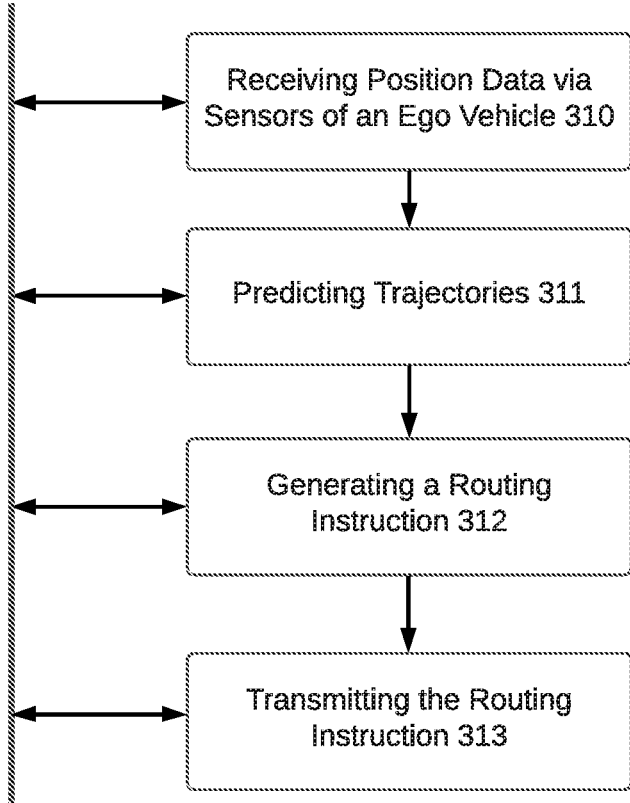 Receiving Position Data via
Sensors of an Ego Vehicle 310
Predicting Trajectories 311
Generating a Routing
Instruction 312
Transmitting the Routing
Instruction 313